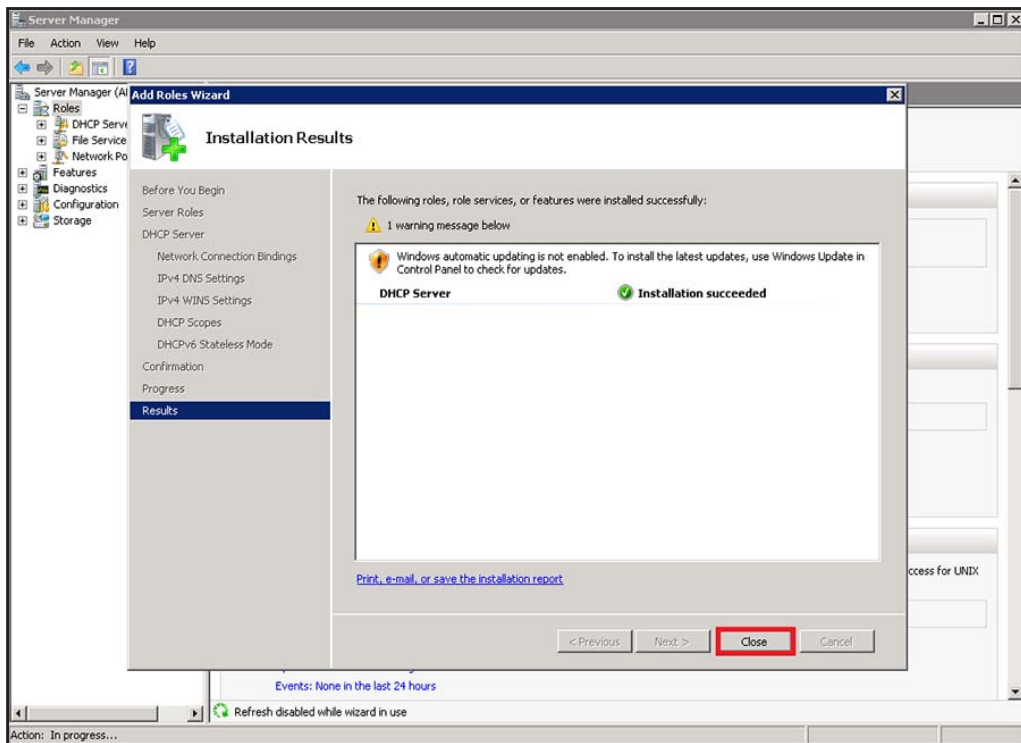 Server Manager
File Action View Help
Server Manager (Al
Roles
DHCP Serve
File Service
Network Po
Features
Diagnostics
Configuration
Storage
Add Roles Wizard
Installation Results
Before You Begin
Server Roles
DHCP Server
Network Connection Bindings
IPv4 DNS Settings
IPv4 WINS Settings
DHCP Scopes
DHCPv6 Stateless Mode
Confirmation
Progress
Results
The following roles, role services, or features were installed successfully:
1 warning message below
Windows automatic updating is not enabled. To install the latest updates, use Windows Update in
Control Panel to check for updates.
DHCP Server Installation succeeded
Print, e-mail, or save the installation report
< Previous Next > Close Cancel
ccess for UNIX
Events: None in the last 24 hours
Refresh disabled while wizard in use
Action: In progress...